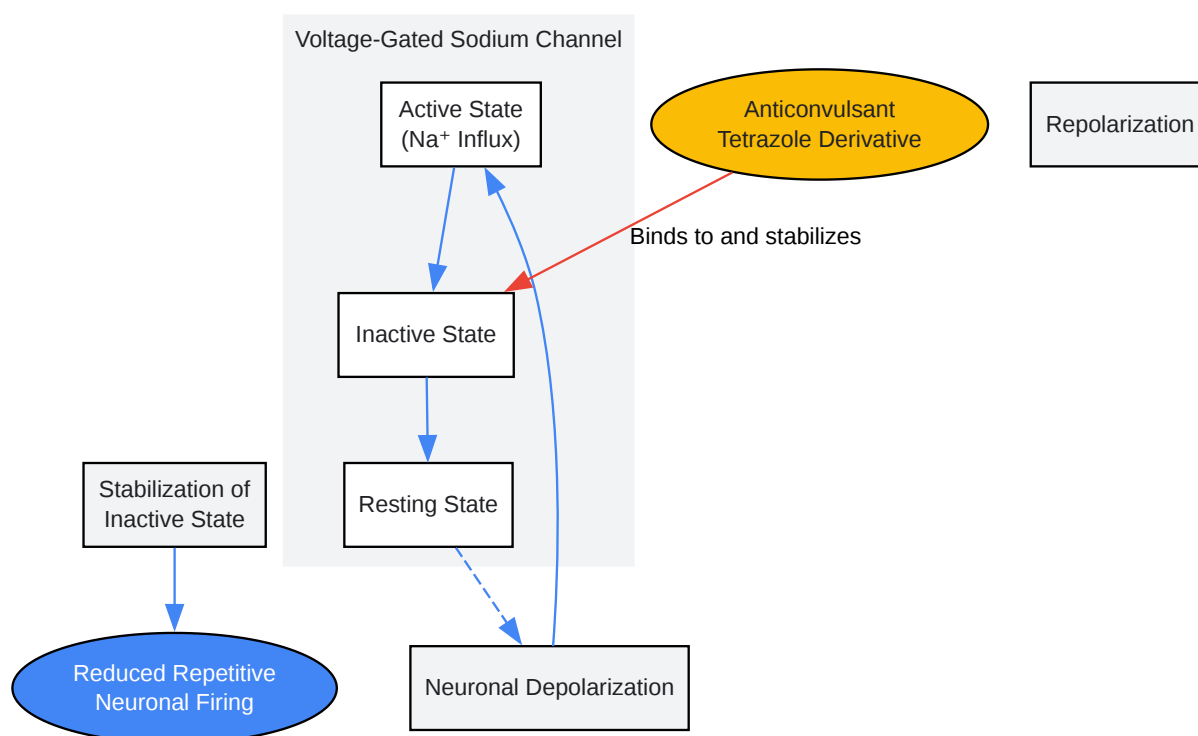 Voltage-Gated Sodium Channel
Active State
(Na⁺ Influx)
Anticonvulsant
Tetrazole Derivative
Repolarization
Binds to and stabilizes
Inactive State
Stabilization of
Inactive State
Resting State
Reduced Repetitive
Neuronal Firing
Neuronal Depolarization